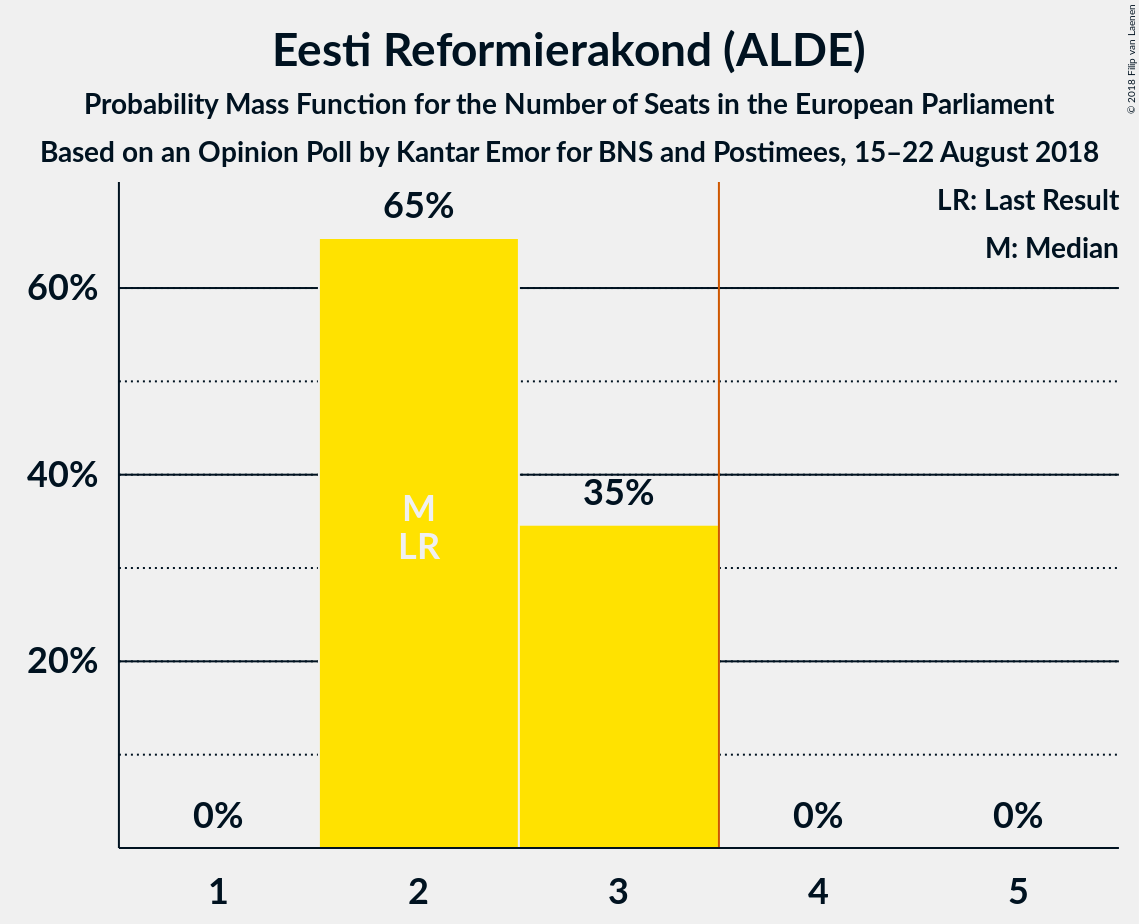 Eesti Reformierakond (ALDE)
Probability Mass Function for the Number of Seats in the European Parliament
Based on an Opinion Poll by Kantar Emor for BNS and Postimees, 15–22 August 2018
© 2018 Filip van Laenen
LR: Last Result
M: Median
65%
60%
40%
35%
M
LR
20%
0%
0%
0%
1
2
3
4
5